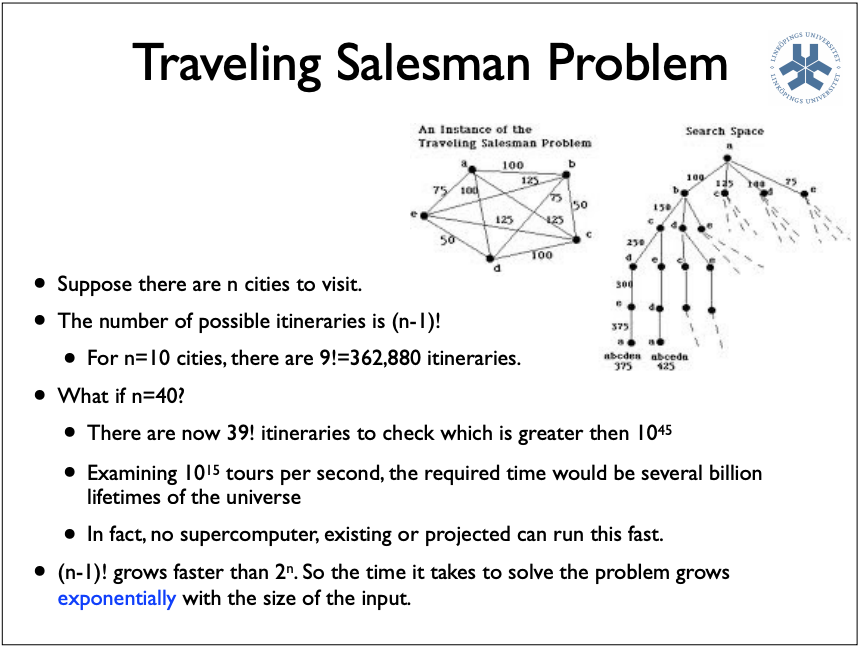 Traveling Salesman Problem
LINKÖPINGS UNIVERSITET
LINKÖPINGS UNIVERSITET
An Instance of the
Traveling Salesman Problem
a
100
b
125
75
100
75
50
e
125
125
c
50
100
d
Search Space
a
100
125
100
75
b
c
d
e
150
c
d
e
250
d
e
c
e
300
e
d
375
a
a
abcdea
abceda
375
425
• Suppose there are n cities to visit.
• The number of possible itineraries is (n-1)!
• For n=10 cities, there are 9!=362,880 itineraries.
• What if n=40?
• There are now 39! itineraries to check which is greater then 10⁴⁵
• Examining 10¹⁵ tours per second, the required time would be several billion
lifetimes of the universe
• In fact, no supercomputer, existing or projected can run this fast.
• (n-1)! grows faster than 2ⁿ. So the time it takes to solve the problem grows
exponentially with the size of the input.